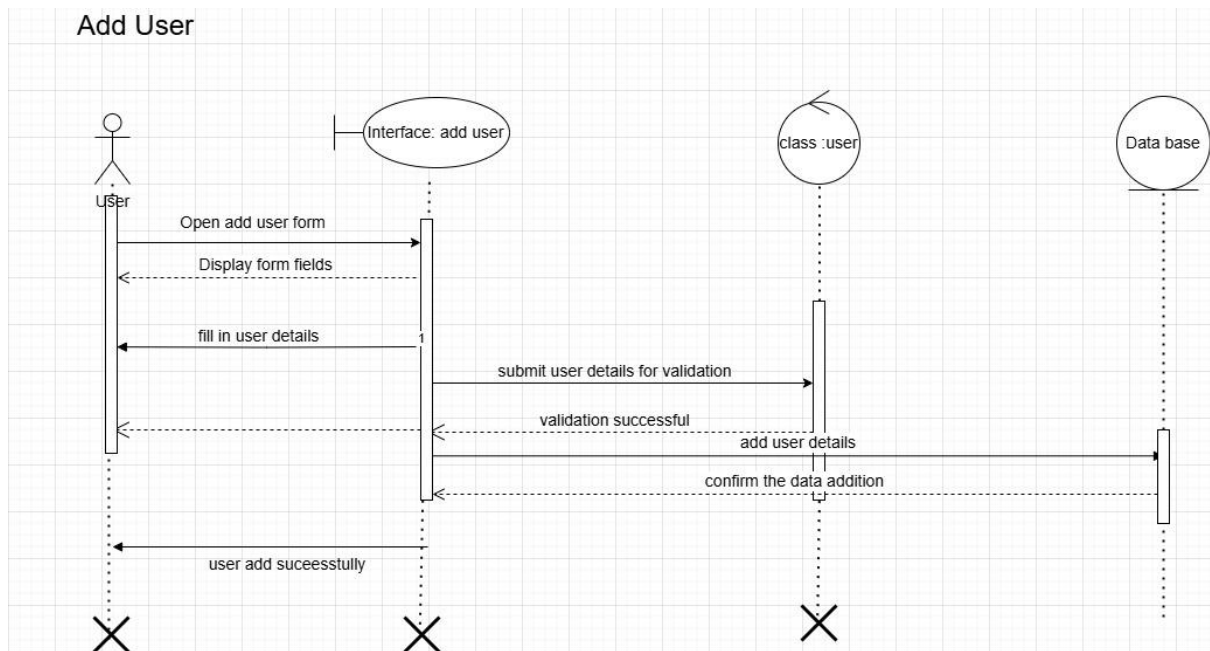 Add User
Interface: add user
class :user
Data base
User
Open add user form
Display form fields
fill in user details
1
submit user details for validation
validation successful
add user details
confirm the data addition
user add suceesstully